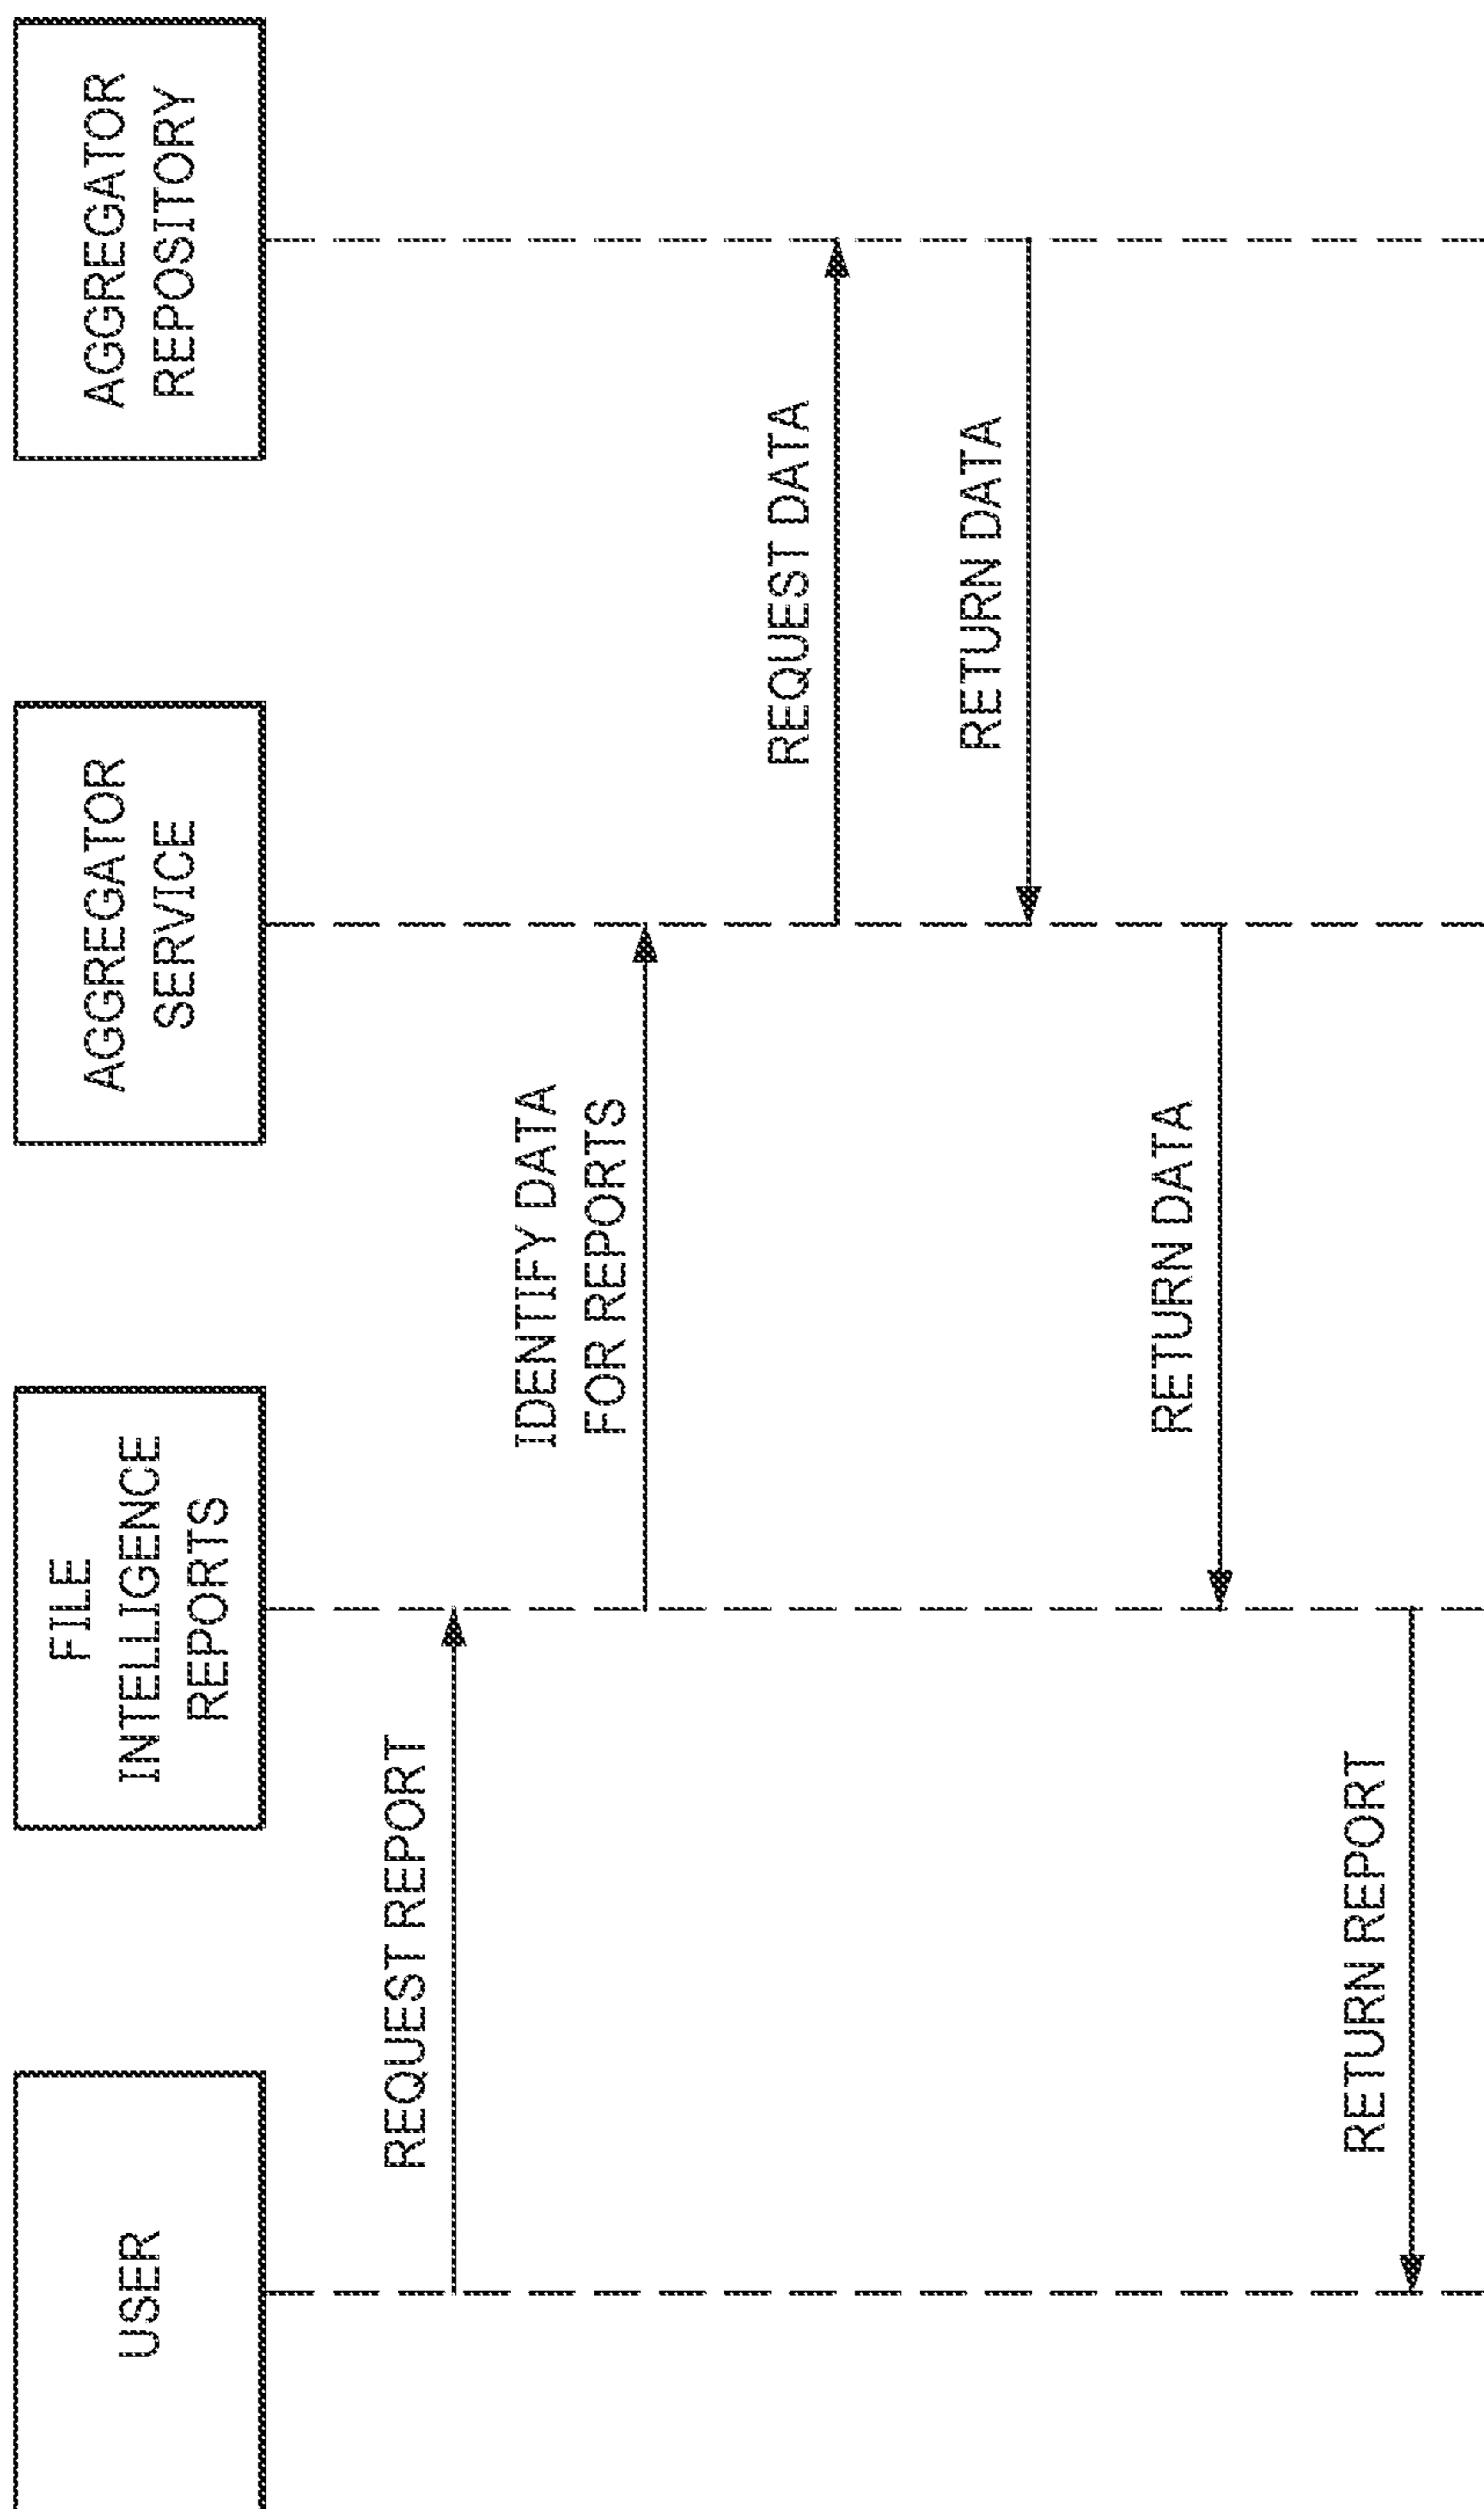 USER
FILE
INTELLIGENCE
REPORTS
AGGREGATOR
SERVICE
AGGREGATOR
REPOSITORY
REQUEST REPORT
IDENTIFY DATA
FOR REPORTS
REQUEST DATA
RETURN DATA
RETURN DATA
RETURN REPORT